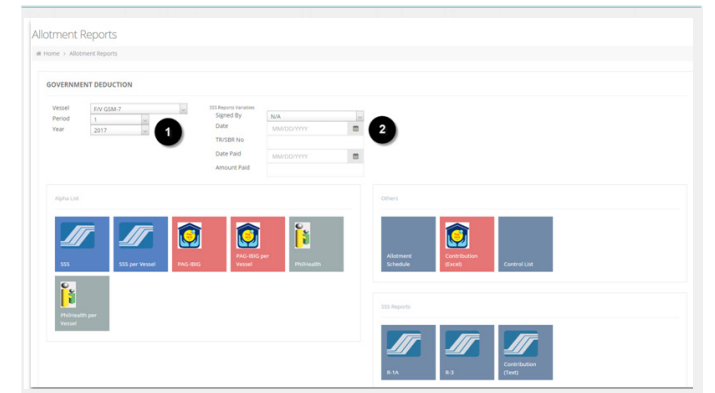 Allotment Reports
Home > Allotment Reports
GOVERNMENT DEDUCTION
Vessel F/V GSM-7
Period 1
Year 2017
1
SSS Reports Variables
Signed By N/A
Date MM/DD/YYYY
TR/SBR No
Date Paid MM/DD/YYYY
Amount Paid
2
Alpha List
SSS
SSS per Vessel
PAG-IBIG
PAG-IBIG per
Vessel
Philhealth
Philhealth per
Vessel
Others
Allotment
Schedule
Contribution
(Excel)
Control List
SSS Reports
R-1A
R-3
Contribution
(Text)